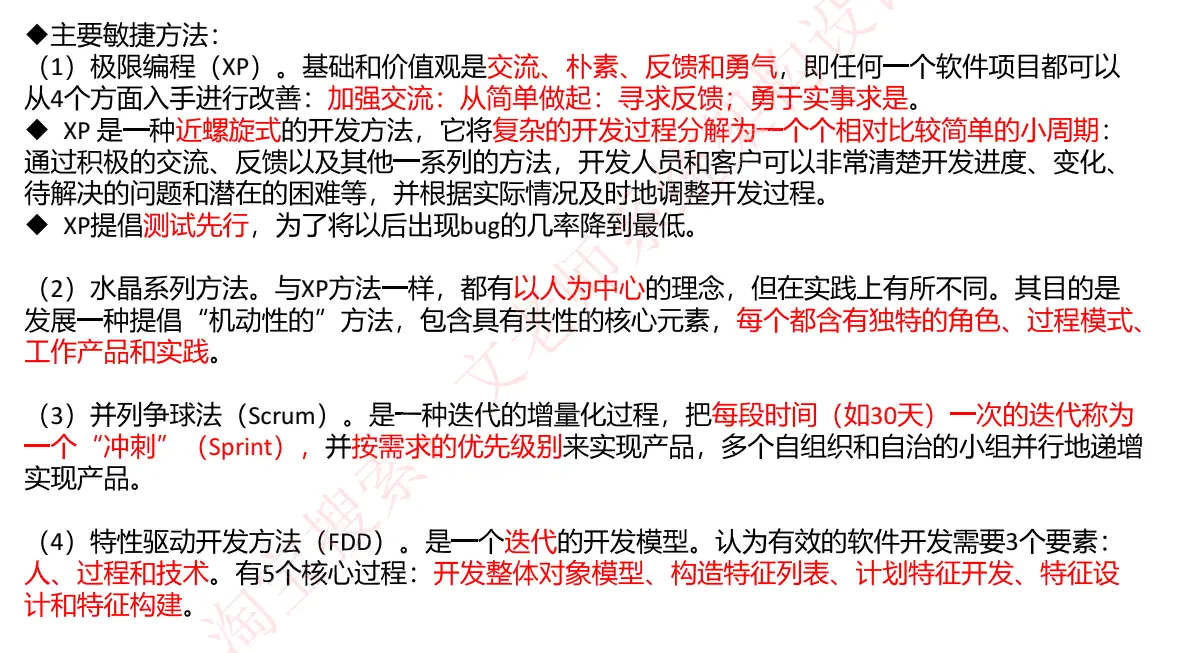 ◆主要敏捷方法：
（1）极限编程（XP）。基础和价值观是交流、朴素、反馈和勇气，即任何一个软件项目都可以
从4个方面入手进行改善：加强交流；从简单做起；寻求反馈；勇于实事求是。
◆ XP 是一种近螺旋式的开发方法，它将复杂的开发过程分解为一个个相对比较简单的小周期；
通过积极的交流、反馈以及其他一系列的方法，开发人员和客户可以非常清楚开发进度、变化、
待解决的问题和潜在的困难等，并根据实际情况及时地调整开发过程。
◆ XP提倡测试先行，为了将以后出现bug的几率降到最低。
（2）水晶系列方法。与XP方法一样，都有以人为中心的理念，但在实践上有所不同。其目的是
发展一种提倡“机动性的”方法，包含具有共性的核心元素，每个都含有独特的角色、过程模式、
工作产品和实践。
（3）并列争球法（Scrum）。是一种迭代的增量化过程，把每段时间（如30天）一次的迭代称为
一个“冲刺”（Sprint），并按需求的优先级别来实现产品，多个自组织和自治的小组并行地递增
实现产品。
（4）特性驱动开发方法（FDD）。是一个迭代的开发模型。认为有效的软件开发需要3个要素：
人、过程和技术。有5个核心过程：开发整体对象模型、构造特征列表、计划特征开发、特征设
计和特征构建。
淘宝搜索 文老师